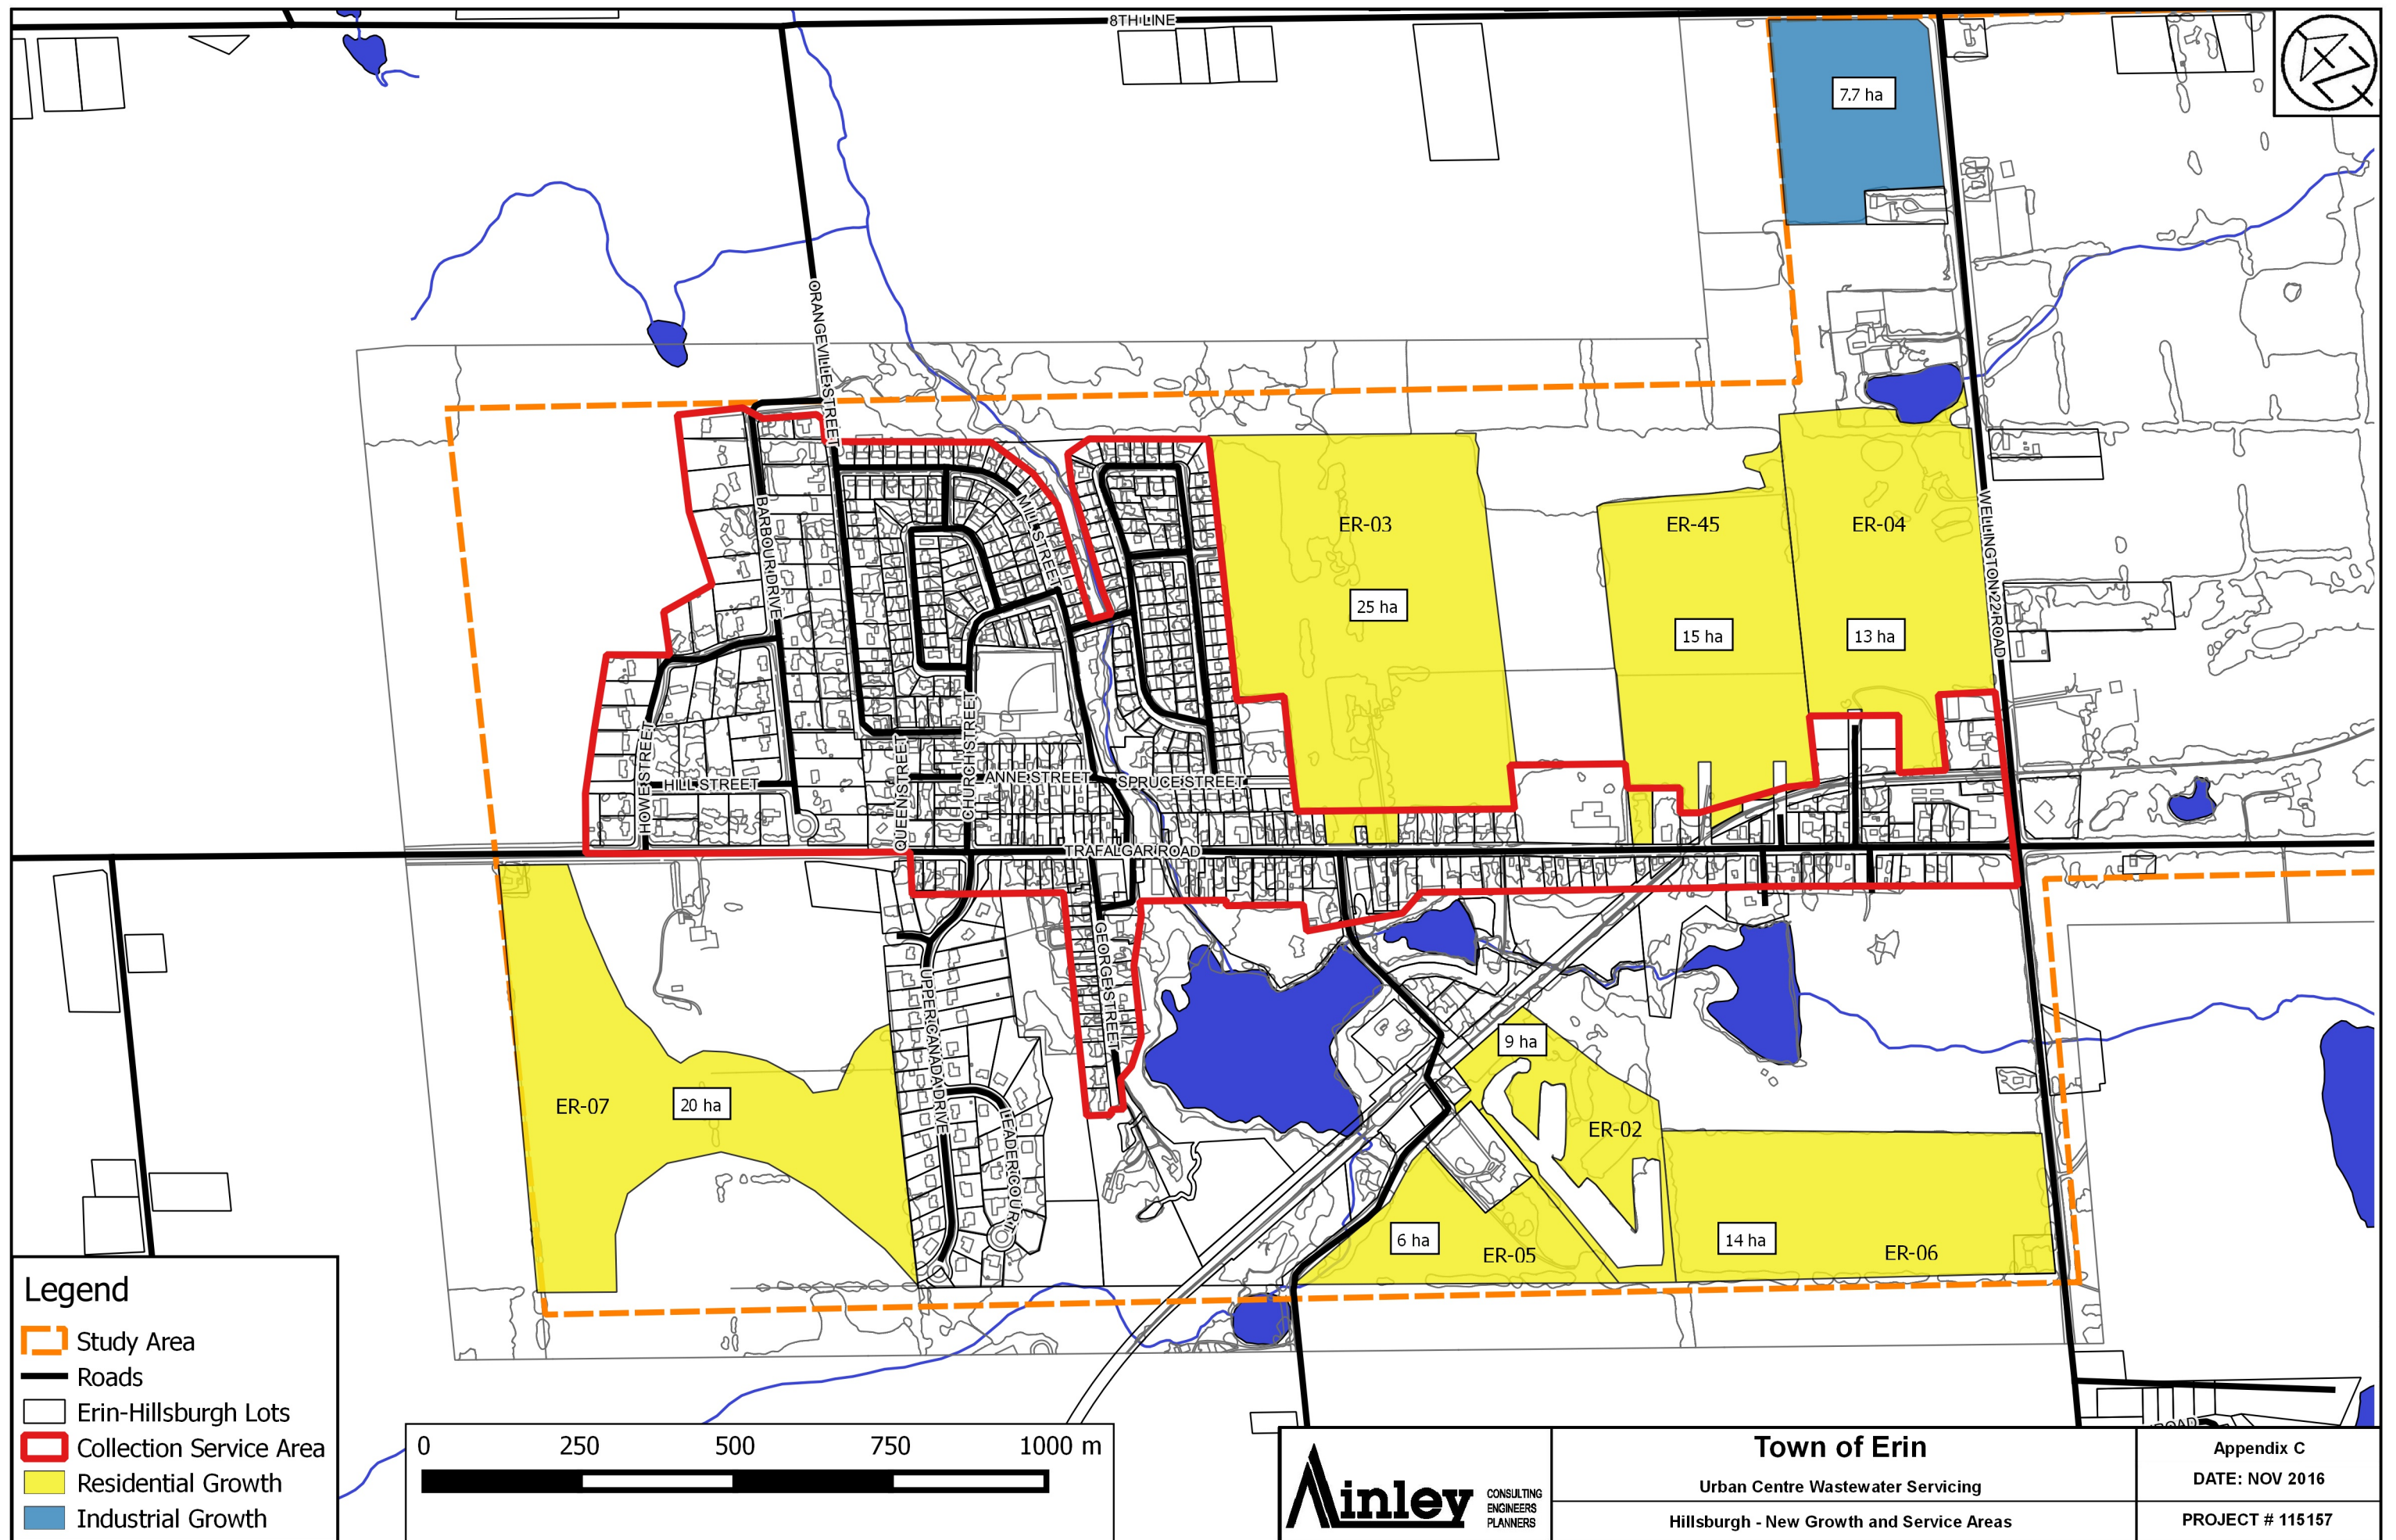 8TH LINE
7.7 ha
ORANGEVILLE STREET
BARBOUR DRIVE
MILL STREET
ER-03
ER-45
ER-04
WELLINGTON 22 ROAD
25 ha
15 ha
13 ha
HOWE STREET
HILL STREET
QUEEN STREET
CHURCH STREET
ANNE STREET
SPRUCE STREET
TRAFALGAR ROAD
GEORGE STREET
UPPER CANADA DRIVE
LEADER COURT
9 ha
ER-07
20 ha
ER-02
6 ha
ER-05
14 ha
ER-06
ROAD
Legend
Study Area
Roads
Erin-Hillsburgh Lots
Collection Service Area
Residential Growth
Industrial Growth
0 250 500 750 1000 m
Ainley
CONSULTING
ENGINEERS
PLANNERS
Town of Erin
Urban Centre Wastewater Servicing
Hillsburgh - New Growth and Service Areas
Appendix C
DATE: NOV 2016
PROJECT # 115157